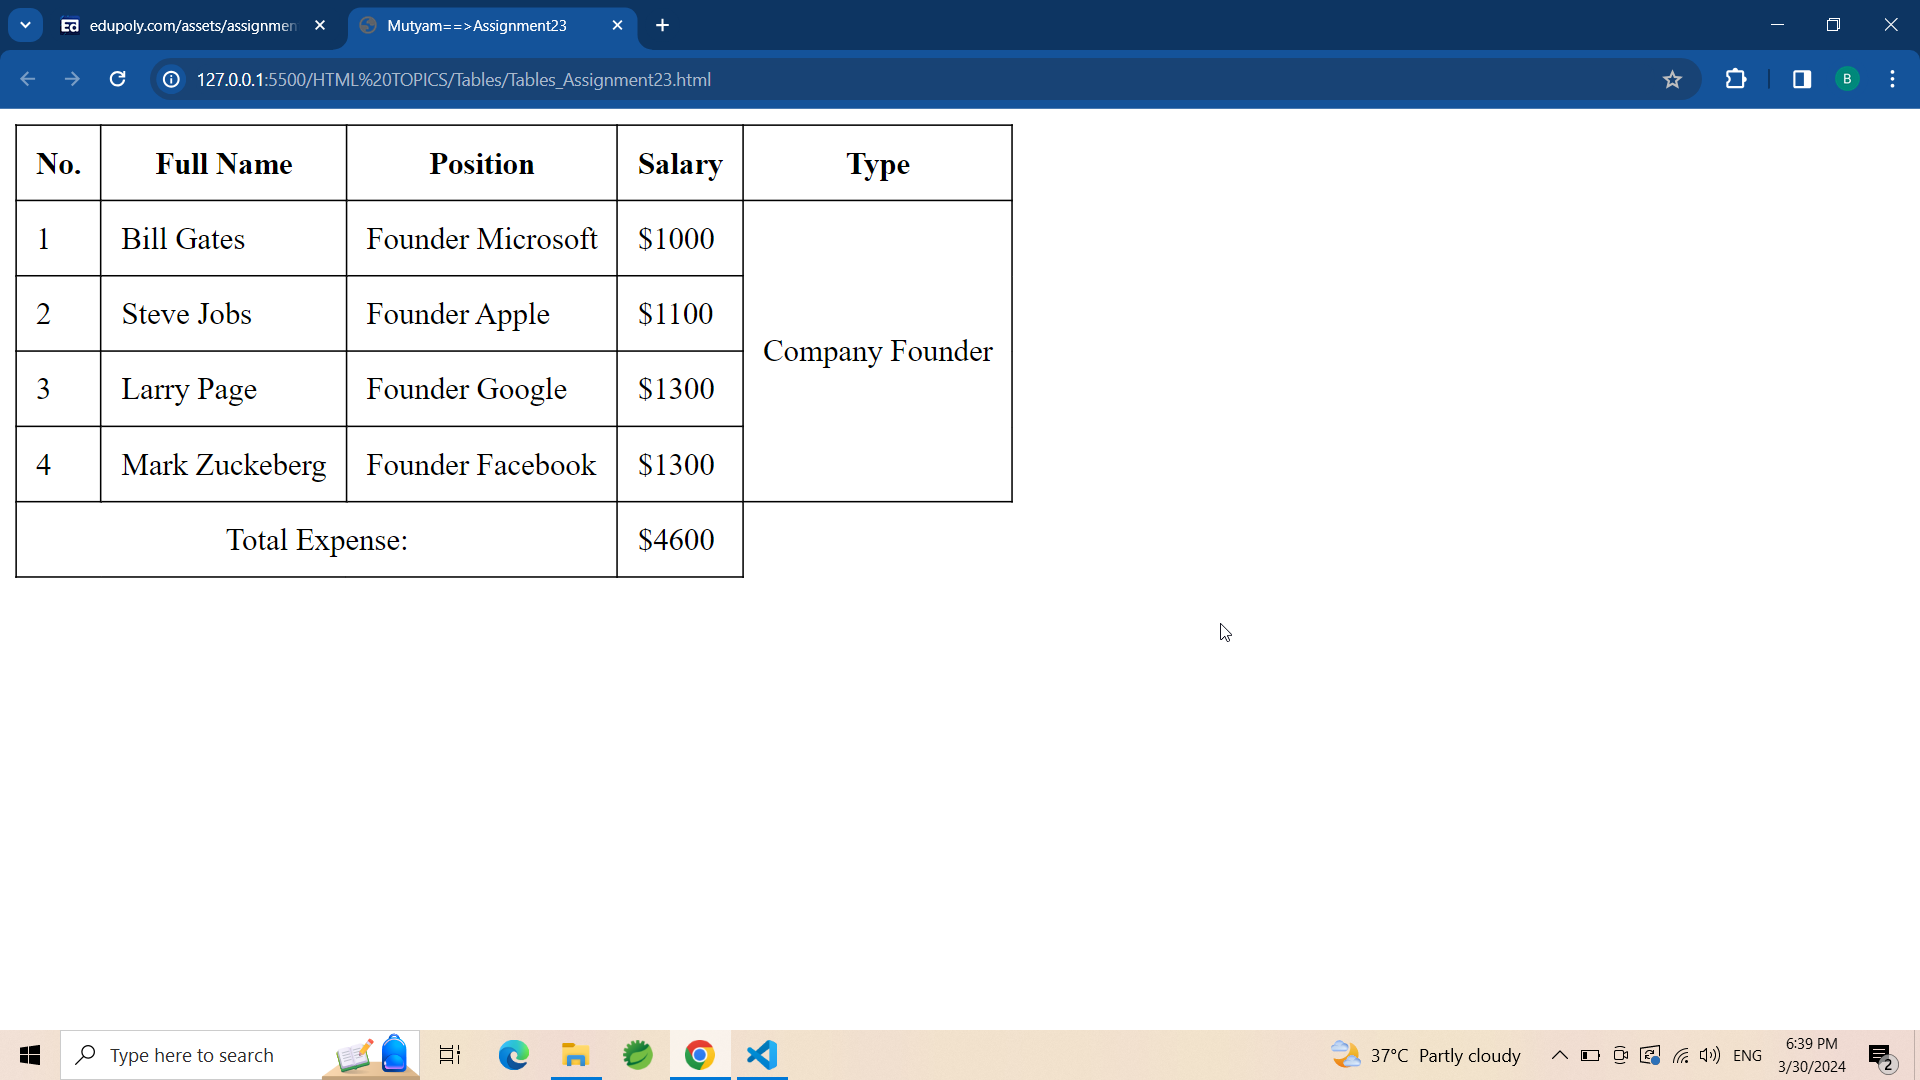 edupoly.com/assets/assignmen
Mutyam==>Assignment23
127.0.0.1:5500/HTML%20TOPICS/Tables/Tables_Assignment23.html
B
No. Full Name Position Salary Type
1 Bill Gates Founder Microsoft $1000
2 Steve Jobs Founder Apple $1100
Company Founder
3 Larry Page Founder Google $1300
4 Mark Zuckeberg Founder Facebook $1300
Total Expense: $4600
Type here to search
37°C Partly cloudy
ENG
6:39 PM
3/30/2024
2